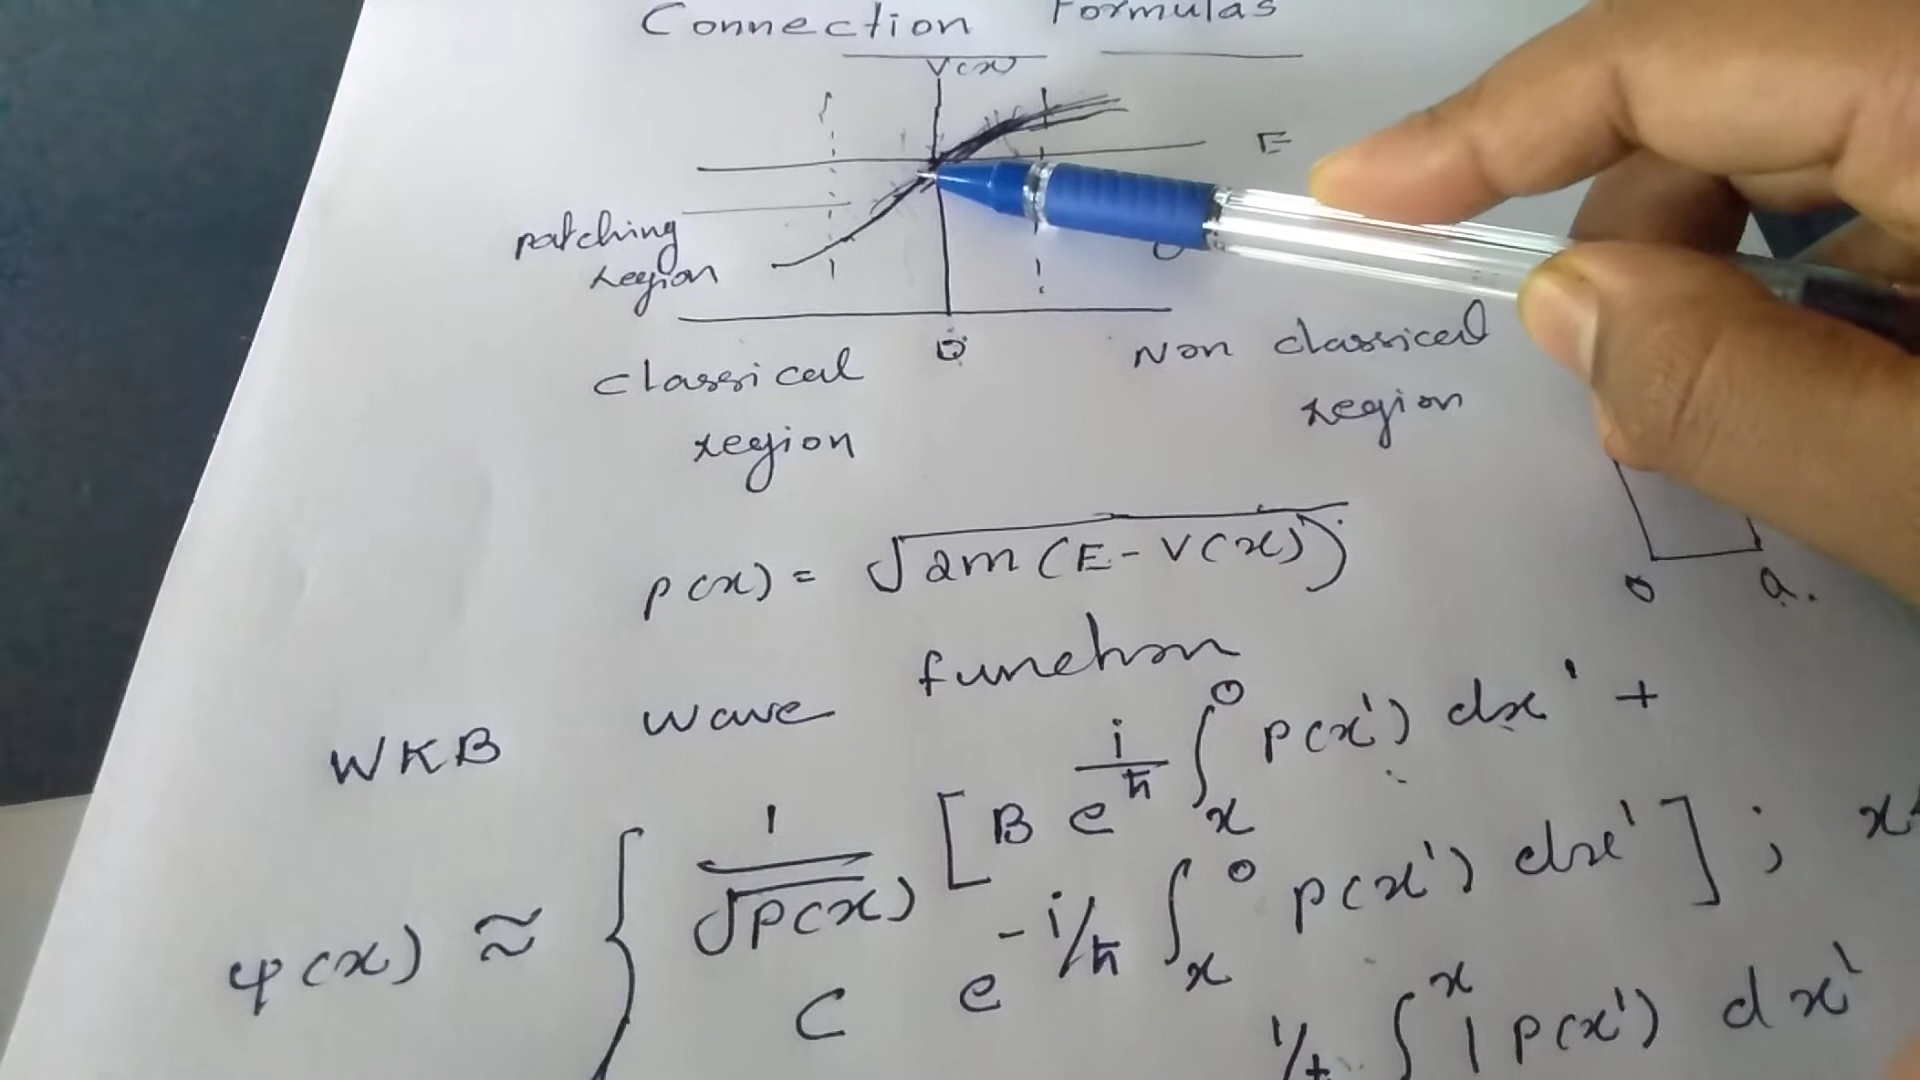 Connection Formulas
V(x)
E
patching
region
0
classical
region
Non classical
region
p(x) = √2m(E-V(x))
0 a.
WKB wave function
ψ(x) ≈ { 1/√p(x) [B e^{i/ħ ∫_x^0 p(x')dx'} +
C e^{-i/ħ ∫_x^0 p(x')dx'}] ; x
∫^x |p(x') dx'